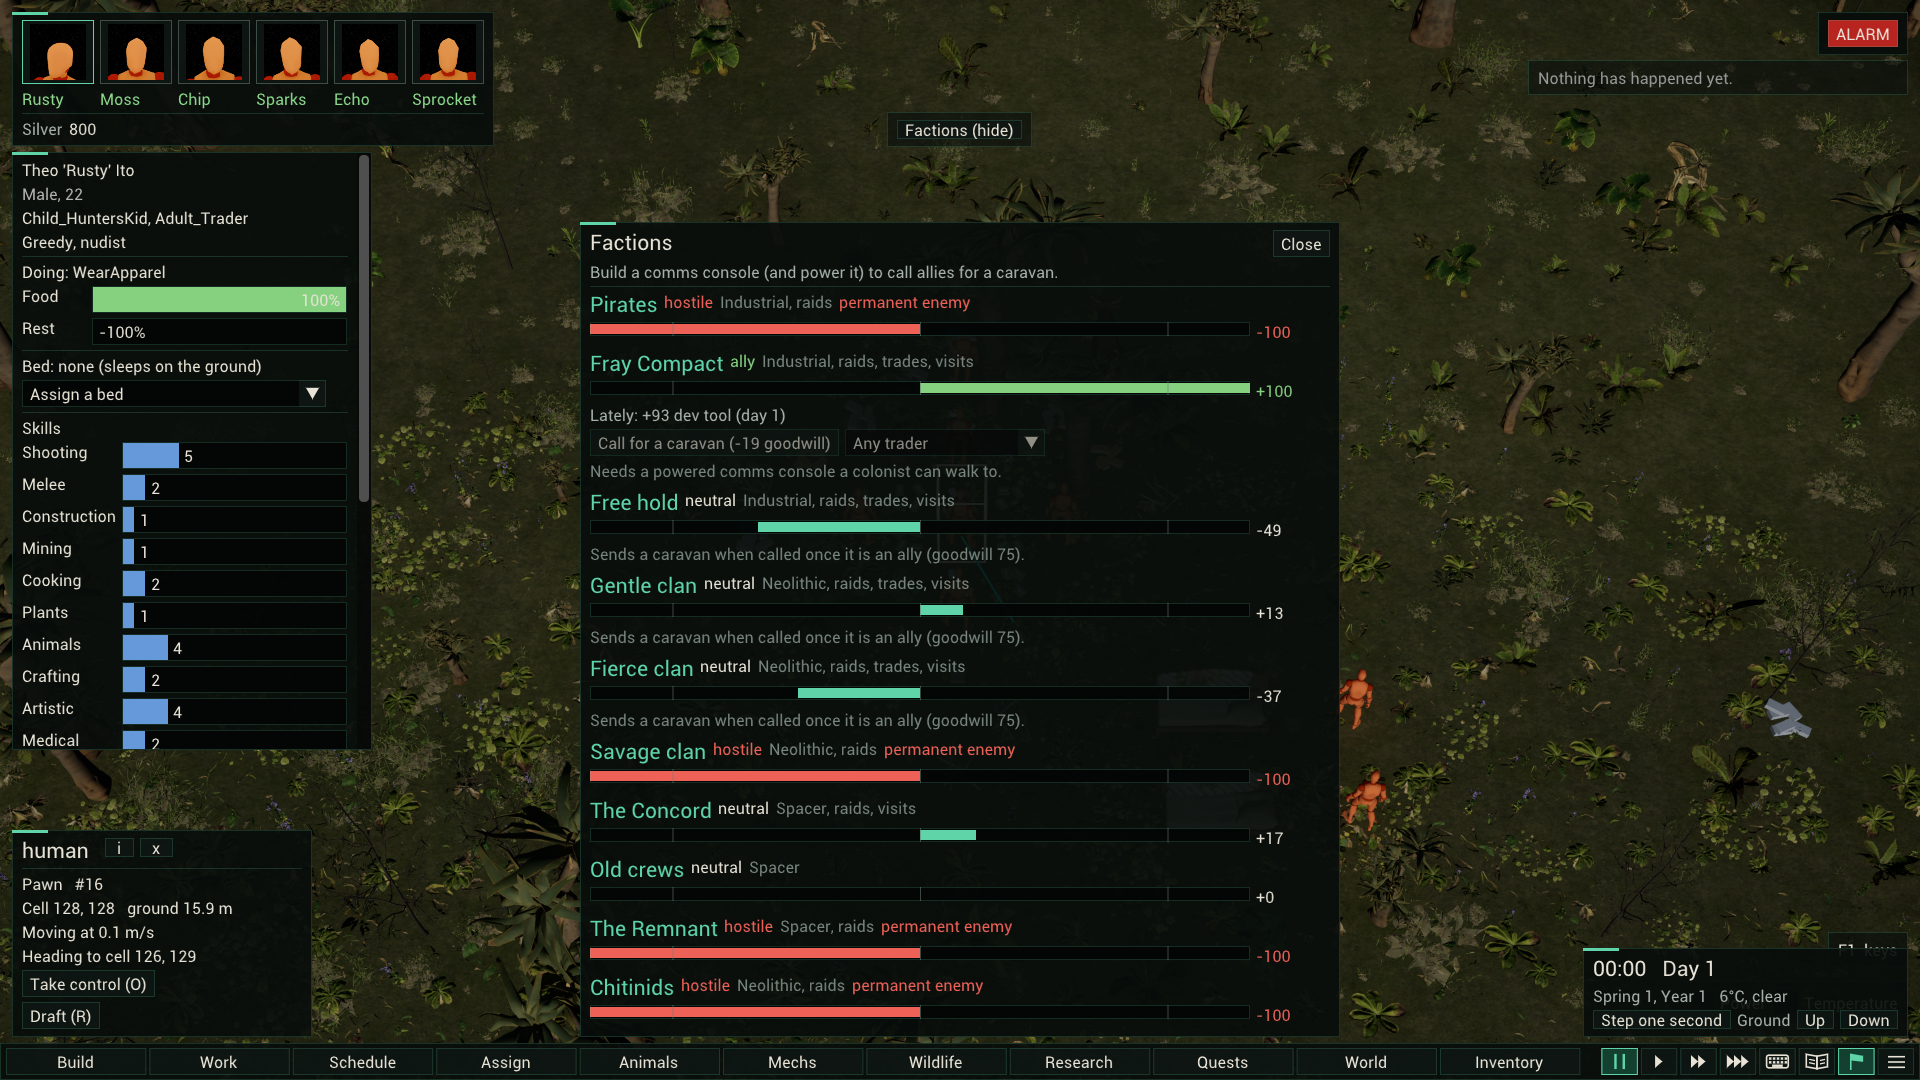 Rusty Moss Chip Sparks Echo Sprocket
Silver 800
ALARM
Nothing has happened yet.
Factions (hide)
Theo 'Rusty' Ito
Male, 22
Child_HuntersKid, Adult_Trader
Greedy, nudist
Doing: WearApparel
Food 100%
Rest -100%
Bed: none (sleeps on the ground)
Assign a bed
Skills
Shooting 5
Melee 2
Construction 1
Mining 1
Cooking 2
Plants 1
Animals 4
Crafting 2
Artistic 4
Medical 2
Factions Close
Build a comms console (and power it) to call allies for a caravan.
Pirates hostile Industrial, raids permanent enemy
-100
Fray Compact ally Industrial, raids, trades, visits
+100
Lately: +93 dev tool (day 1)
Call for a caravan (-19 goodwill) Any trader
Needs a powered comms console a colonist can walk to.
Free hold neutral Industrial, raids, trades, visits
-49
Sends a caravan when called once it is an ally (goodwill 75).
Gentle clan neutral Neolithic, raids, trades, visits
+13
Sends a caravan when called once it is an ally (goodwill 75).
Fierce clan neutral Neolithic, raids, trades, visits
-37
Sends a caravan when called once it is an ally (goodwill 75).
Savage clan hostile Neolithic, raids permanent enemy
-100
The Concord neutral Spacer, raids, visits
+17
Old crews neutral Spacer
+0
The Remnant hostile Spacer, raids permanent enemy
-100
Chitinids hostile Neolithic, raids permanent enemy
-100
human i x
Pawn #16
Cell 128, 128 ground 15.9 m
Moving at 0.1 m/s
Heading to cell 126, 129
Take control (O)
Draft (R)
F1 keys
00:00 Day 1
Spring 1, Year 1 6°C, clear
Temperature
Step one second Ground Up Down
Build Work Schedule Assign Animals Mechs Wildlife Research Quests World Inventory